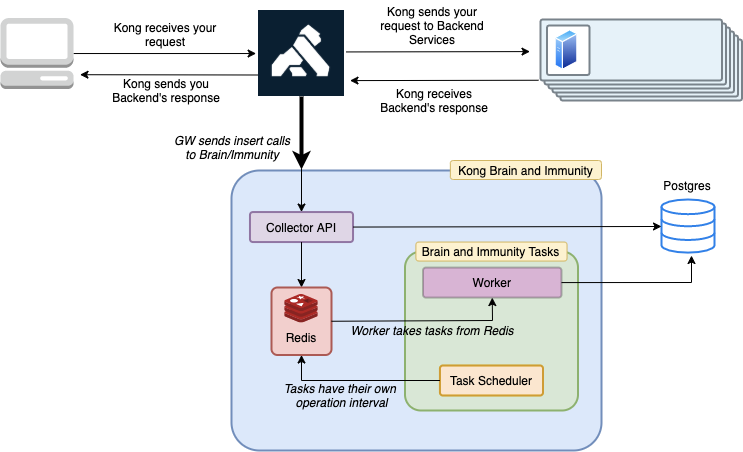 Kong receives your
request
Kong sends your
request to Backend
Services
Kong sends you
Backend's response
Kong receives
Backend's response
GW sends insert calls
to Brain/Immunity
Kong Brain and Immunity
Postgres
Collector API
Brain and Immunity Tasks
Worker
Redis
Worker takes tasks from Redis
Task Scheduler
Tasks have their own
operation interval